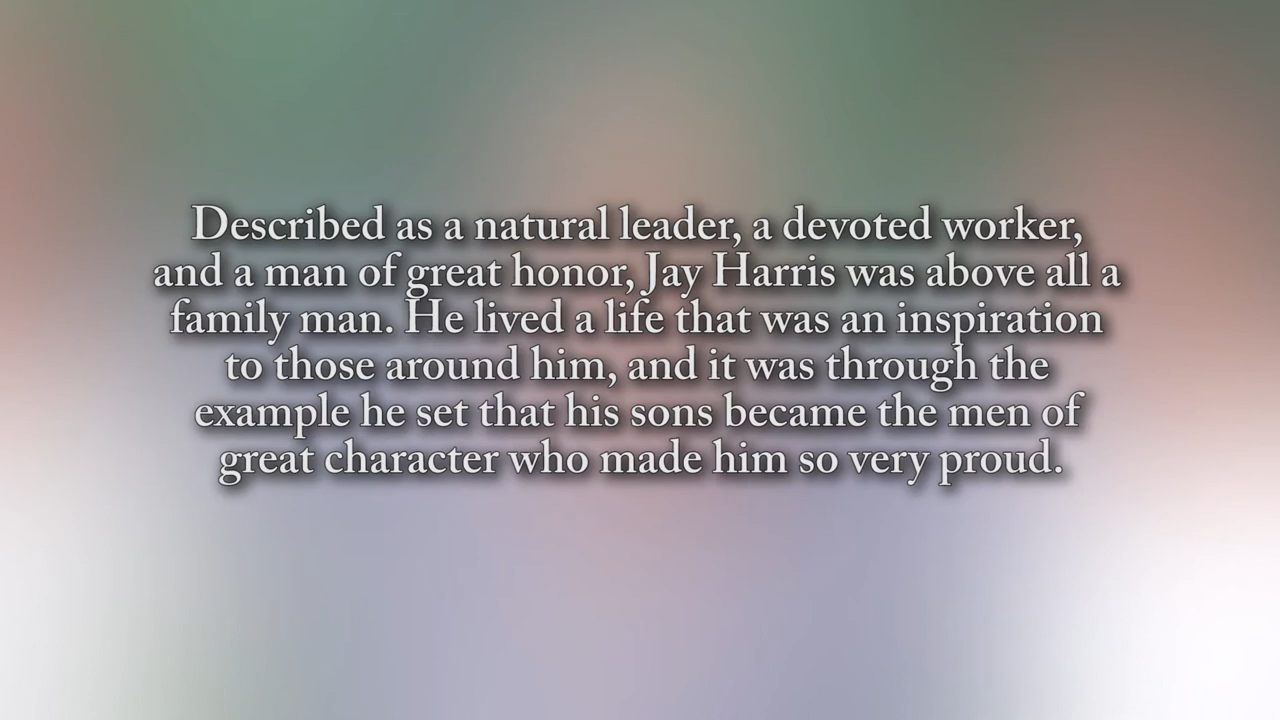 Described as a natural leader, a devoted worker,
and a man of great honor, Jay Harris was above all a
family man. He lived a life that was an inspiration
to those around him, and it was through the
example he set that his sons became the men of
great character who made him so very proud.